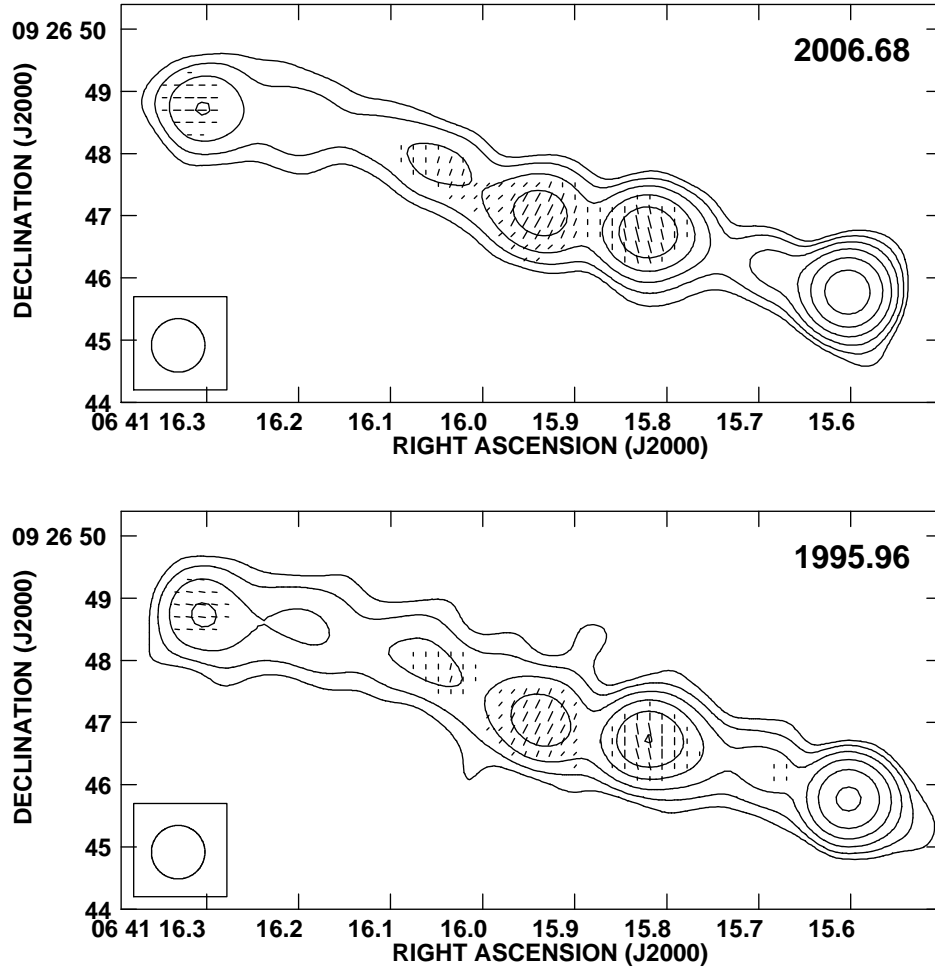 09 26 50
2006.68
49
48
47
46
45
44
DECLINATION (J2000)
06 41 16.3 16.2 16.1 16.0 15.9 15.8 15.7 15.6
RIGHT ASCENSION (J2000)
09 26 50
1995.96
49
48
47
46
45
44
DECLINATION (J2000)
06 41 16.3 16.2 16.1 16.0 15.9 15.8 15.7 15.6
RIGHT ASCENSION (J2000)